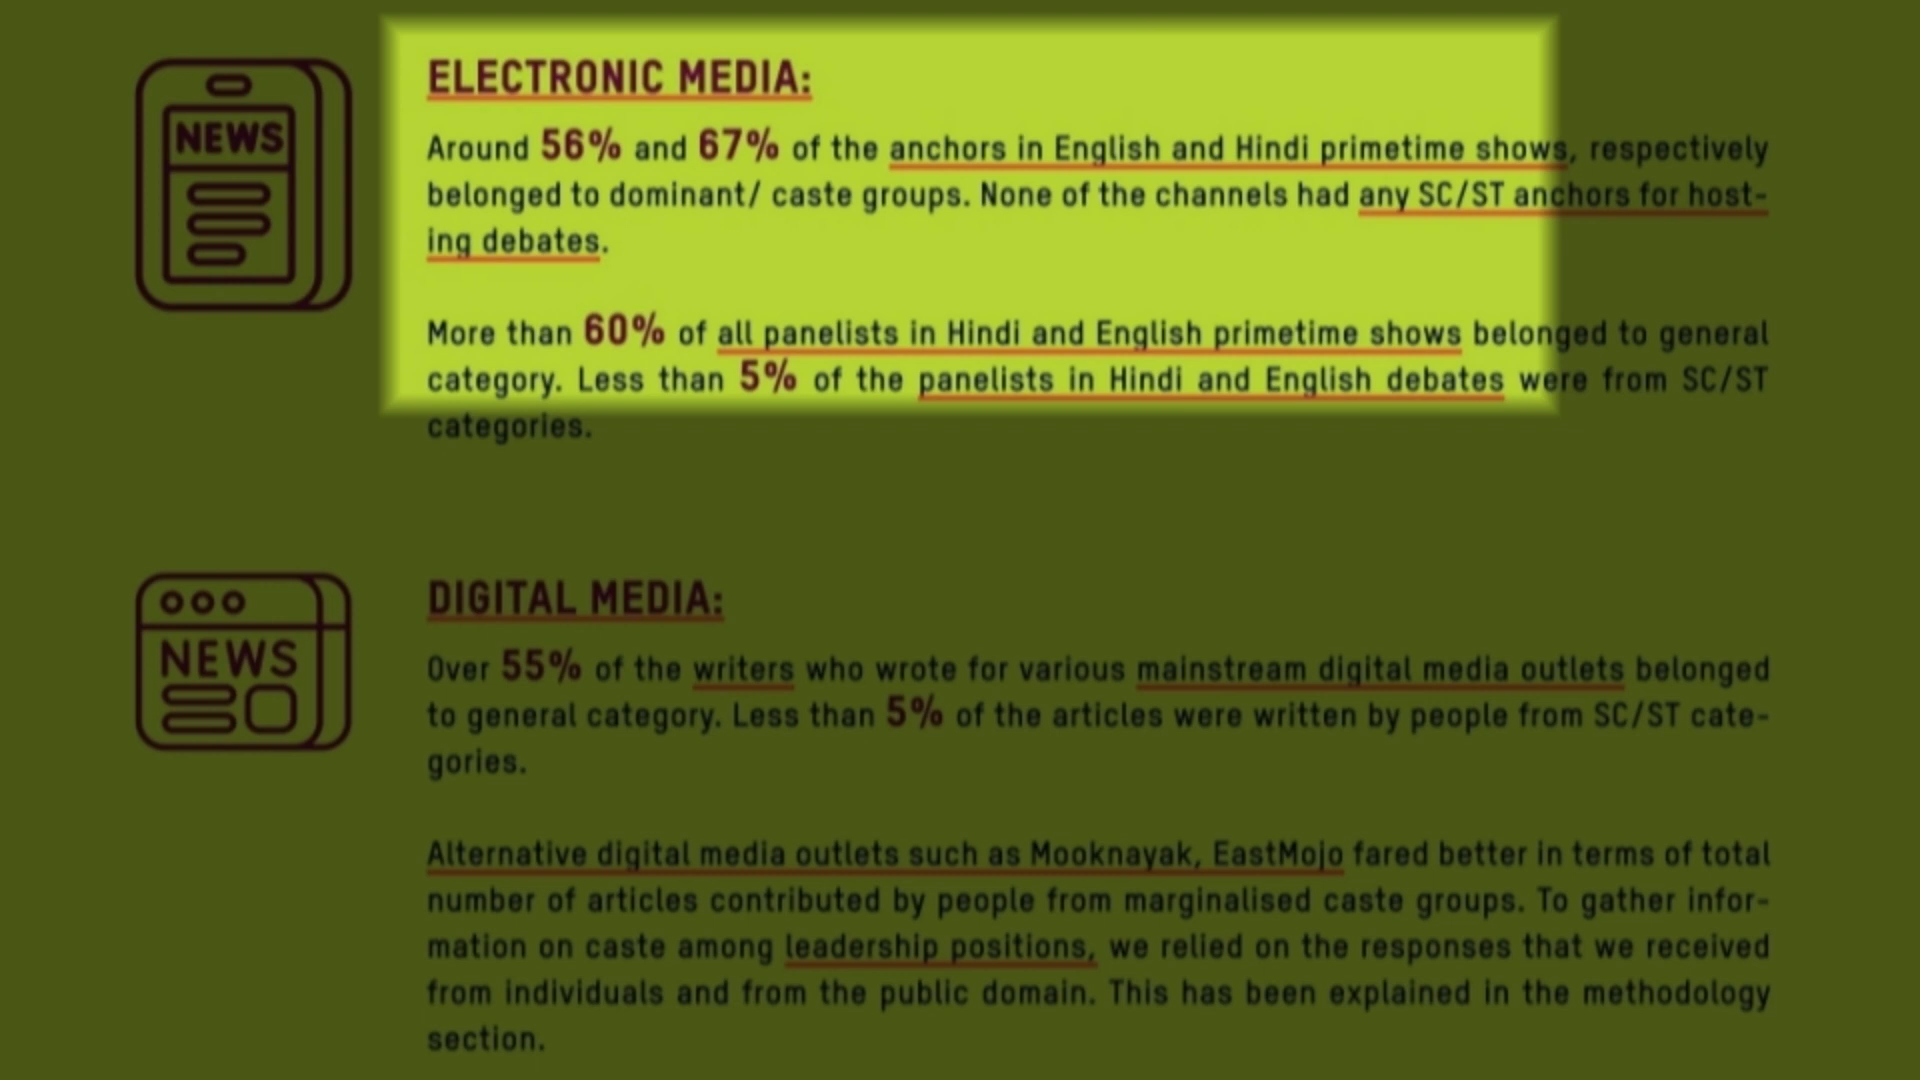 NEWS
ELECTRONIC MEDIA:
Around 56% and 67% of the anchors in English and Hindi primetime shows, respectively
belonged to dominant/ caste groups. None of the channels had any SC/ST anchors for host-
ing debates.
More than 60% of all panelists in Hindi and English primetime shows belonged to general
category. Less than 5% of the panelists in Hindi and English debates were from SC/ST
categories.
NEWS
DIGITAL MEDIA:
Over 55% of the writers who wrote for various mainstream digital media outlets belonged
to general category. Less than 5% of the articles were written by people from SC/ST cate-
gories.
Alternative digital media outlets such as Mooknayak, EastMojo fared better in terms of total
number of articles contributed by people from marginalised caste groups. To gather infor-
mation on caste among leadership positions, we relied on the responses that we received
from individuals and from the public domain. This has been explained in the methodology
section.